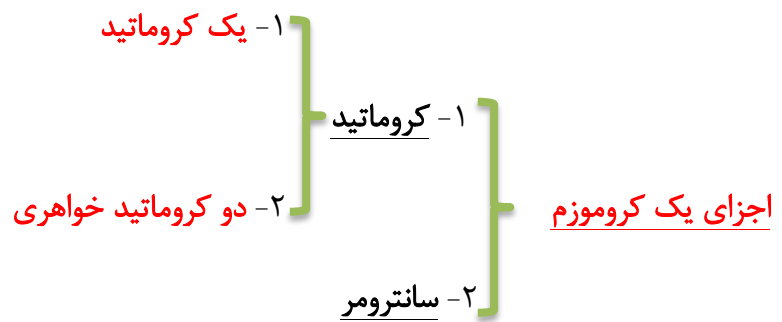 اجزای یک کروموزم
۱- کروماتید
۱- یک کروماتید
۲- دو کروماتید خواهری
۲- سانترومر